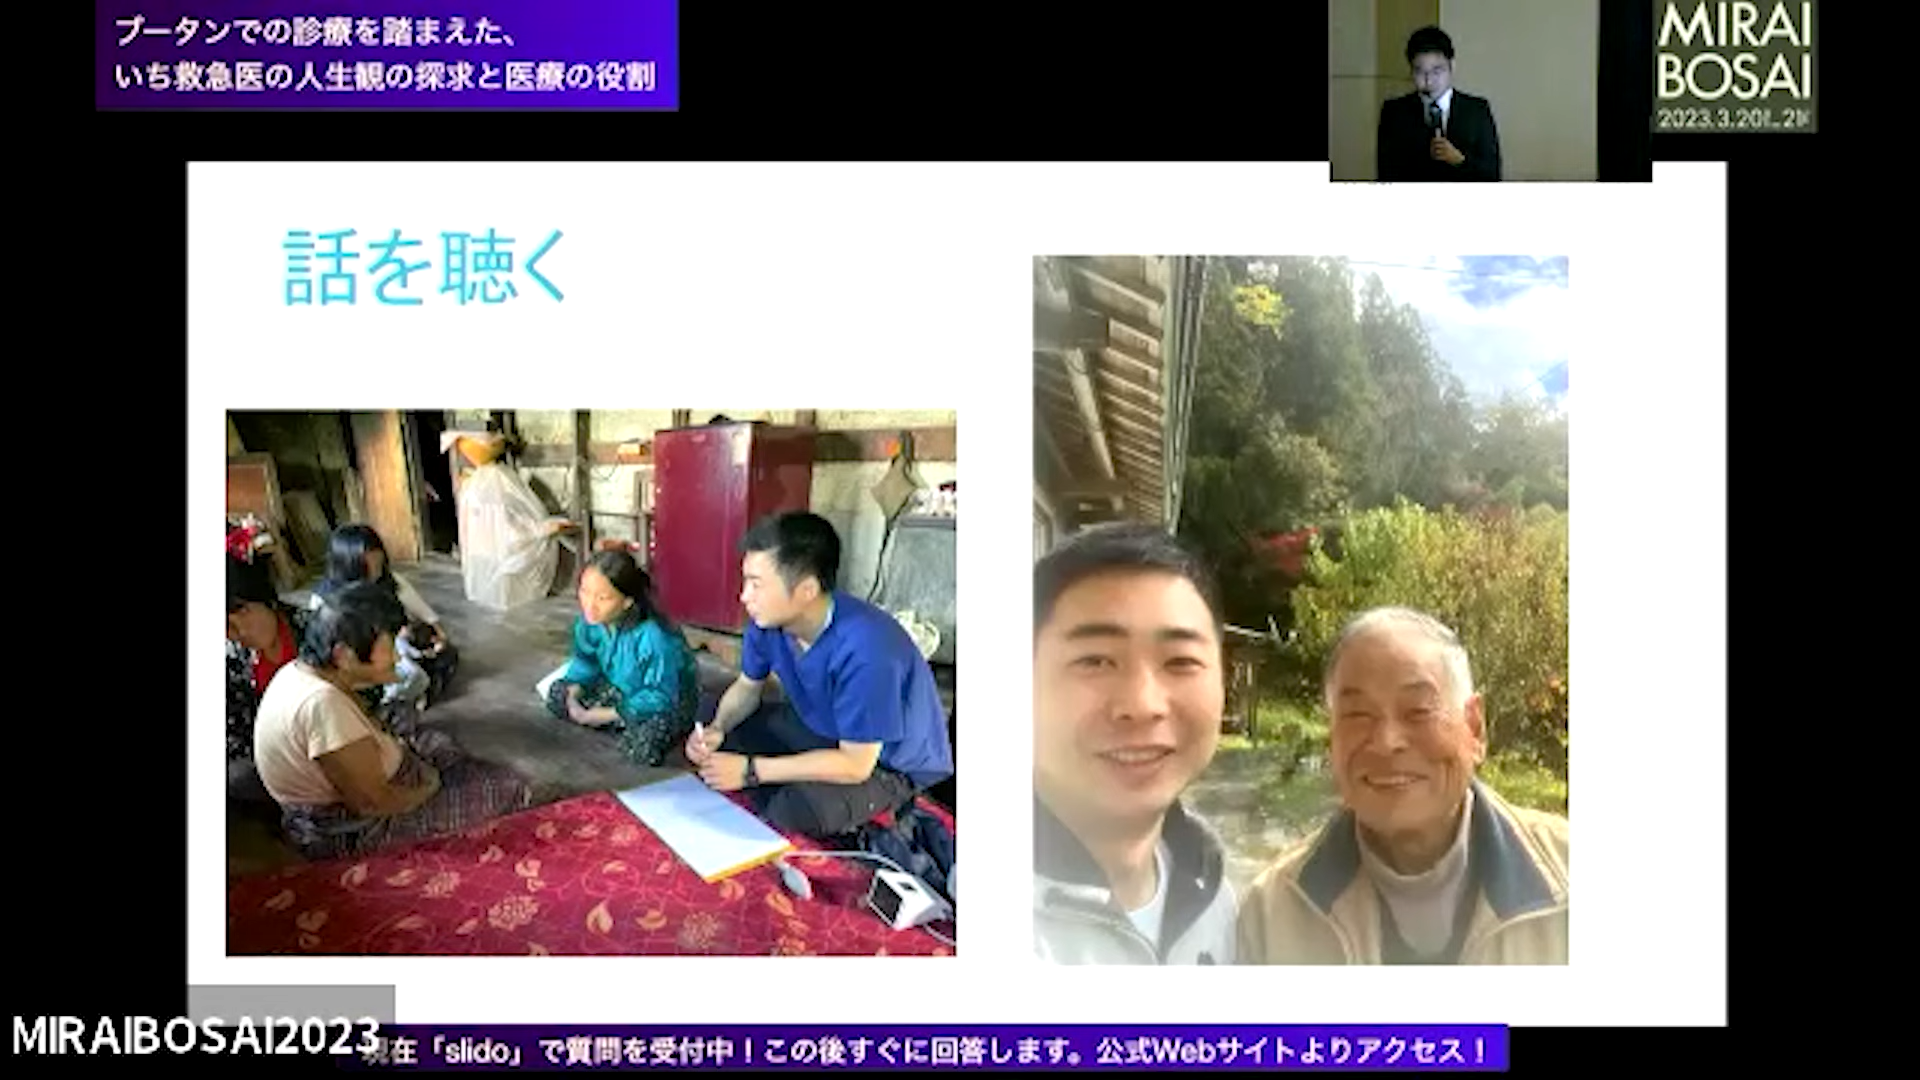 ブータンでの診療を踏まえた、
いち救急医の人生観の探求と医療の役割
MIRAI
BOSAI
話を聴く
MIRAIBOSAI2023
現在「slido」で質問を受付中！この後すぐに回答します。公式Webサイトよりアクセス！